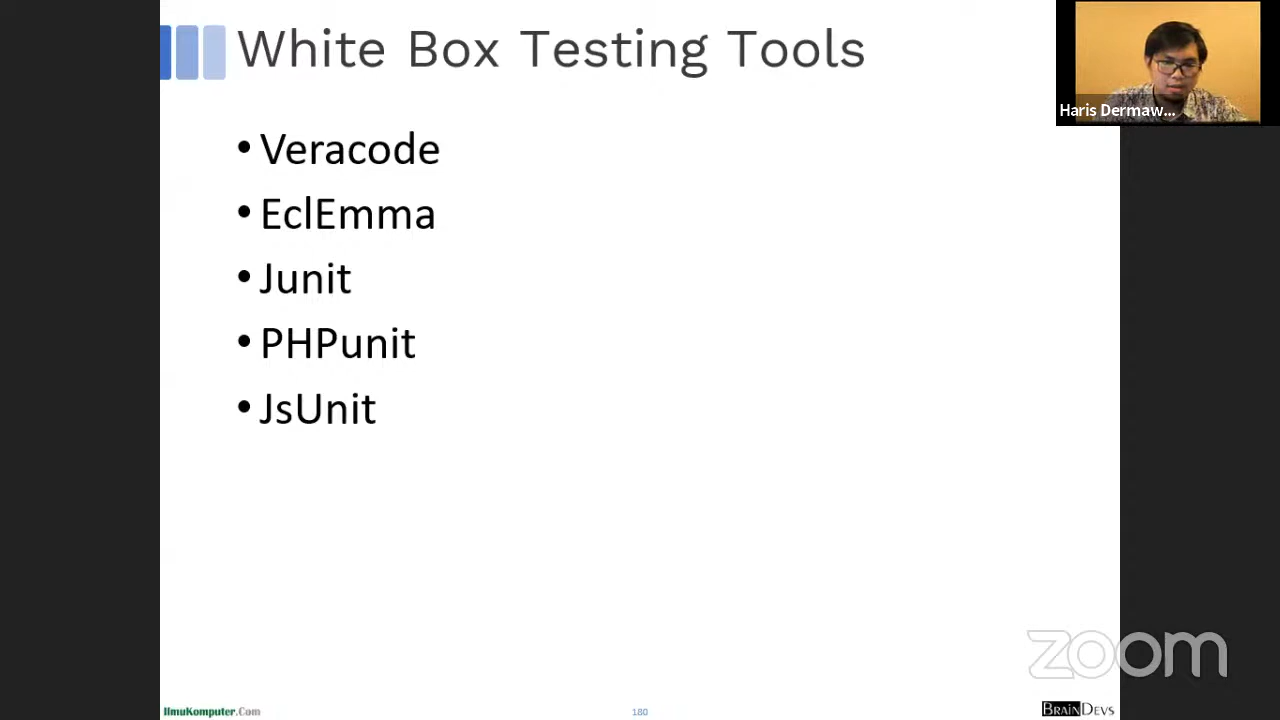 White Box Testing Tools
Haris Dermaw...
• Veracode
• EclEmma
• Junit
• PHPunit
• JsUnit
zoom
IlmuKomputer.Com
180
BRAINDEVS